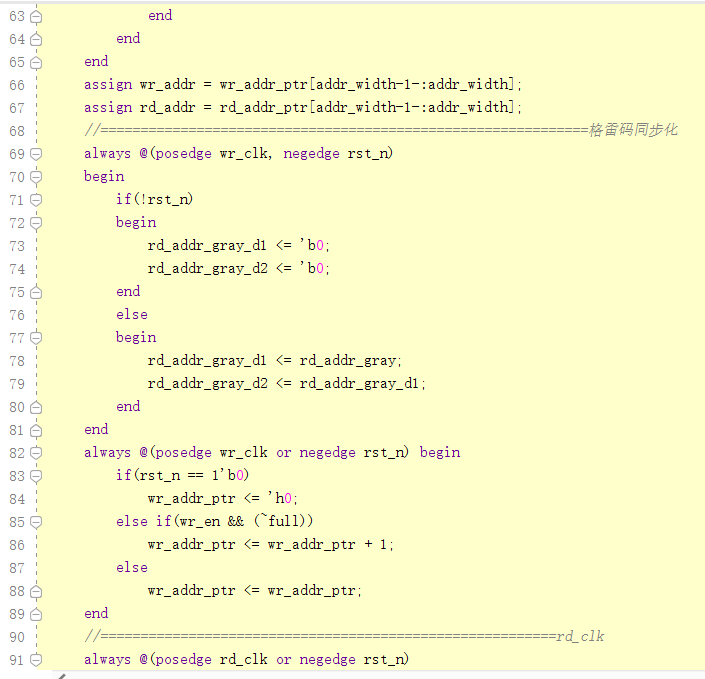 63 end
64 end
65 end
66 assign wr_addr = wr_addr_ptr[addr_width-1-:addr_width];
67 assign rd_addr = rd_addr_ptr[addr_width-1-:addr_width];
68 //=============================================================格雷码同步化
69 always @(posedge wr_clk, negedge rst_n)
70 begin
71 if(!rst_n)
72 begin
73 rd_addr_gray_d1 <= 'b0;
74 rd_addr_gray_d2 <= 'b0;
75 end
76 else
77 begin
78 rd_addr_gray_d1 <= rd_addr_gray;
79 rd_addr_gray_d2 <= rd_addr_gray_d1;
80 end
81 end
82 always @(posedge wr_clk or negedge rst_n) begin
83 if(rst_n == 1'b0)
84 wr_addr_ptr <= 'h0;
85 else if(wr_en && (~full))
86 wr_addr_ptr <= wr_addr_ptr + 1;
87 else
88 wr_addr_ptr <= wr_addr_ptr;
89 end
90 //=========================================================rd_clk
91 always @(posedge rd_clk or negedge rst_n)